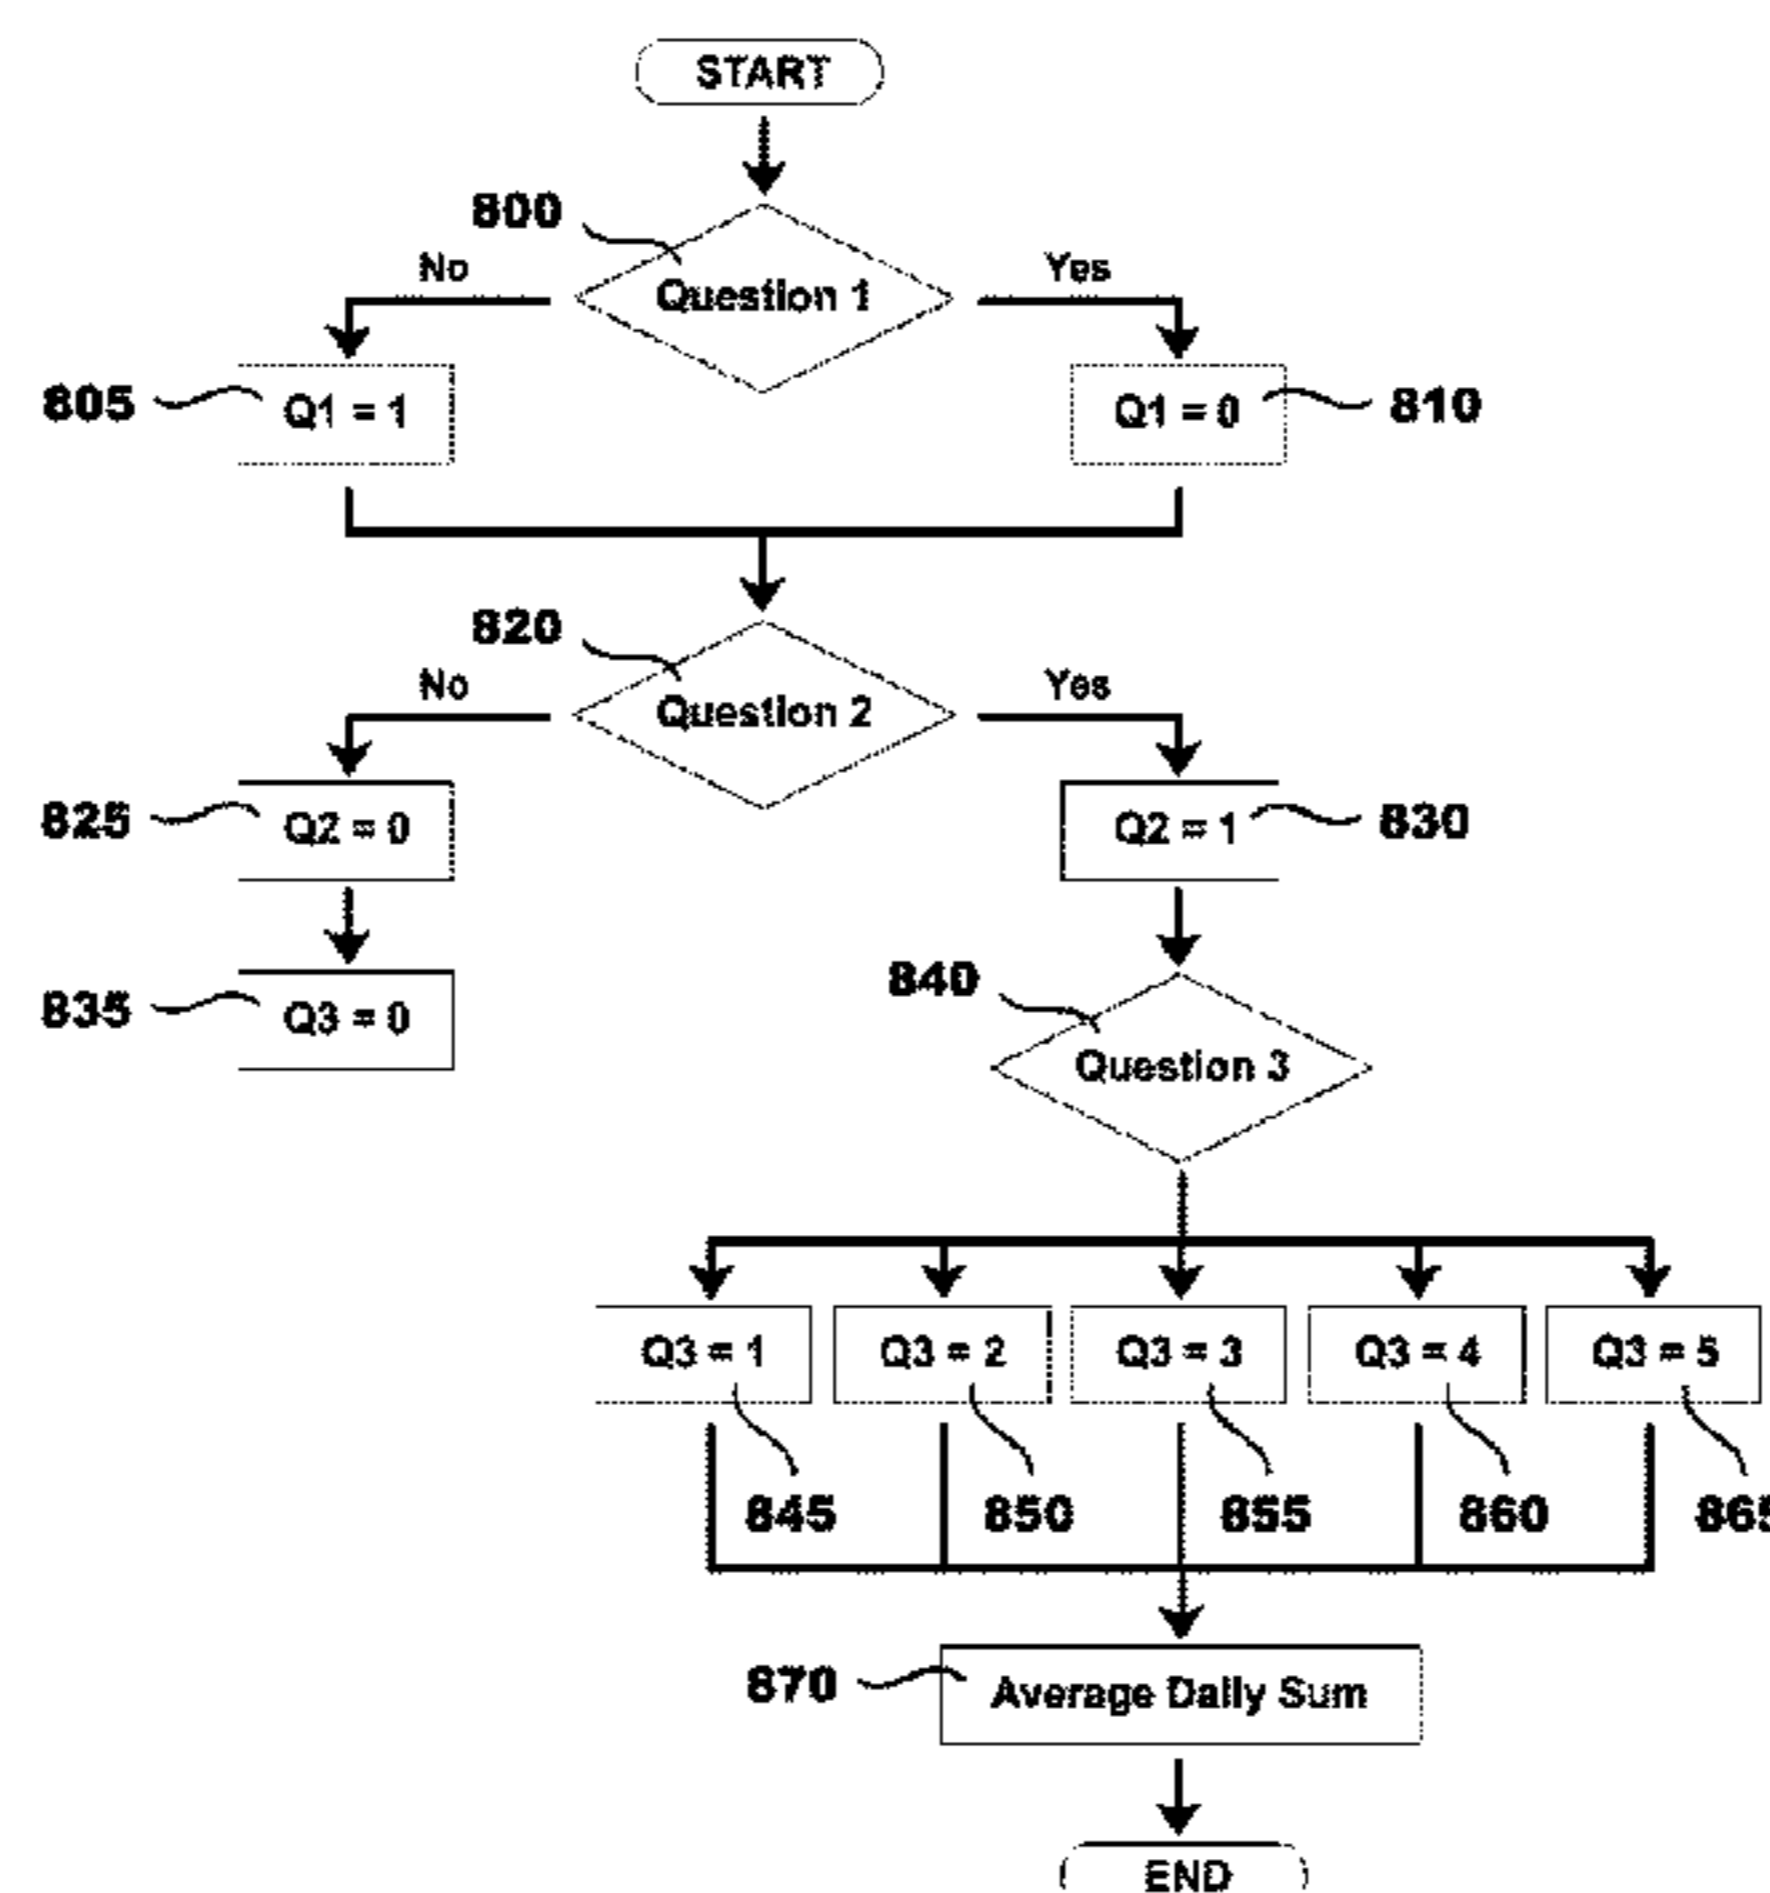 START
800
No
Question 1
Yes
805
Q1 = 1
Q1 = 0
810
820
No
Question 2
Yes
825
Q2 = 0
Q2 = 1
830
835
Q3 = 0
840
Question 3
Q3 = 1
Q3 = 2
Q3 = 3
Q3 = 4
Q3 = 5
845
850
855
860
865
870
Average Daily Sum
END